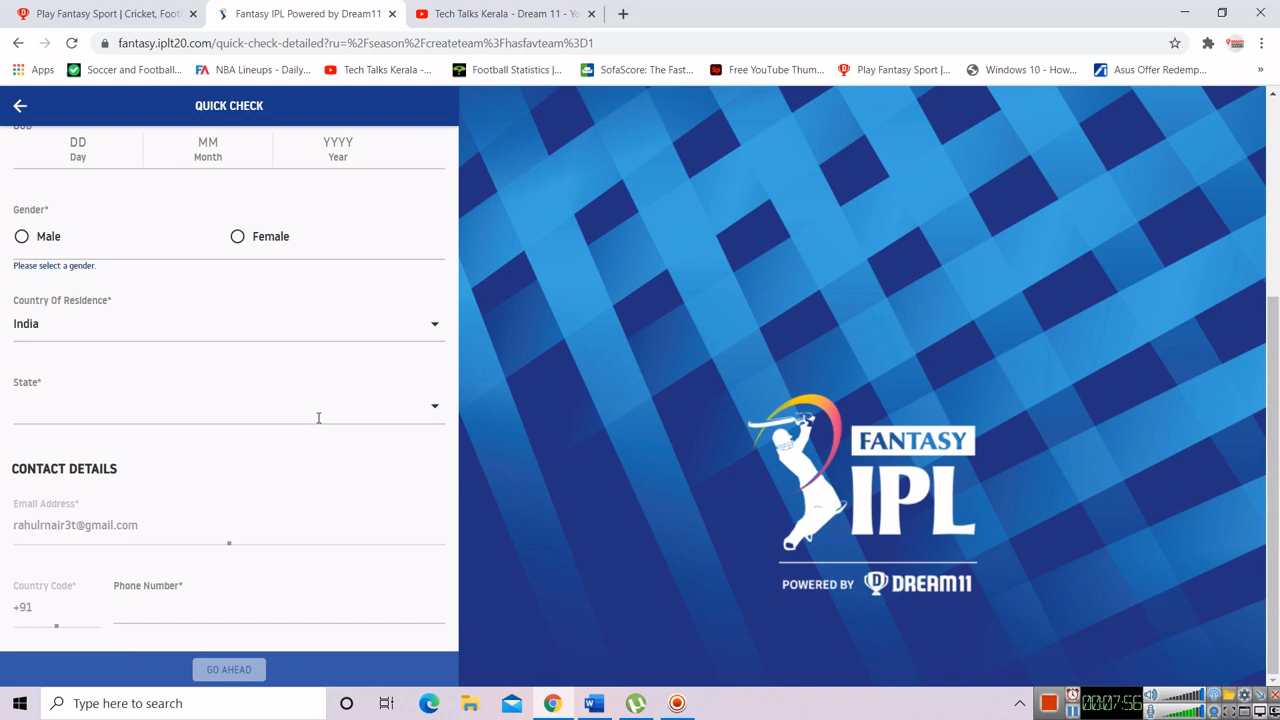 Play Fantasy Sport | Cricket, Footl
Fantasy IPL Powered by Dream11
Tech Talks Kerala - Dream 11 - Yo
fantasy.iplt20.com/quick-check-detailed?ru=%2Fseason%2Fcreateteam%3Fhasfavteam%3D1
Apps
Soccer and Football...
NBA Lineups - Daily...
Tech Talks Kerala -...
Football Statistics |...
SofaScore: The Fast...
Free YouTube Thum...
Play Fantasy Sport |...
Windows 10 - How...
Asus Offer Redemp...
QUICK CHECK
DOB
DD
MM
YYYY
Day
Month
Year
Gender*
Male
Female
Please select a gender.
Country Of Residence*
India
State*
CONTACT DETAILS
Email Address*
rahulrnair3t@gmail.com
Country Code*
Phone Number*
+91
GO AHEAD
FANTASY
IPL
POWERED BY DREAM11
Type here to search
00:07:56